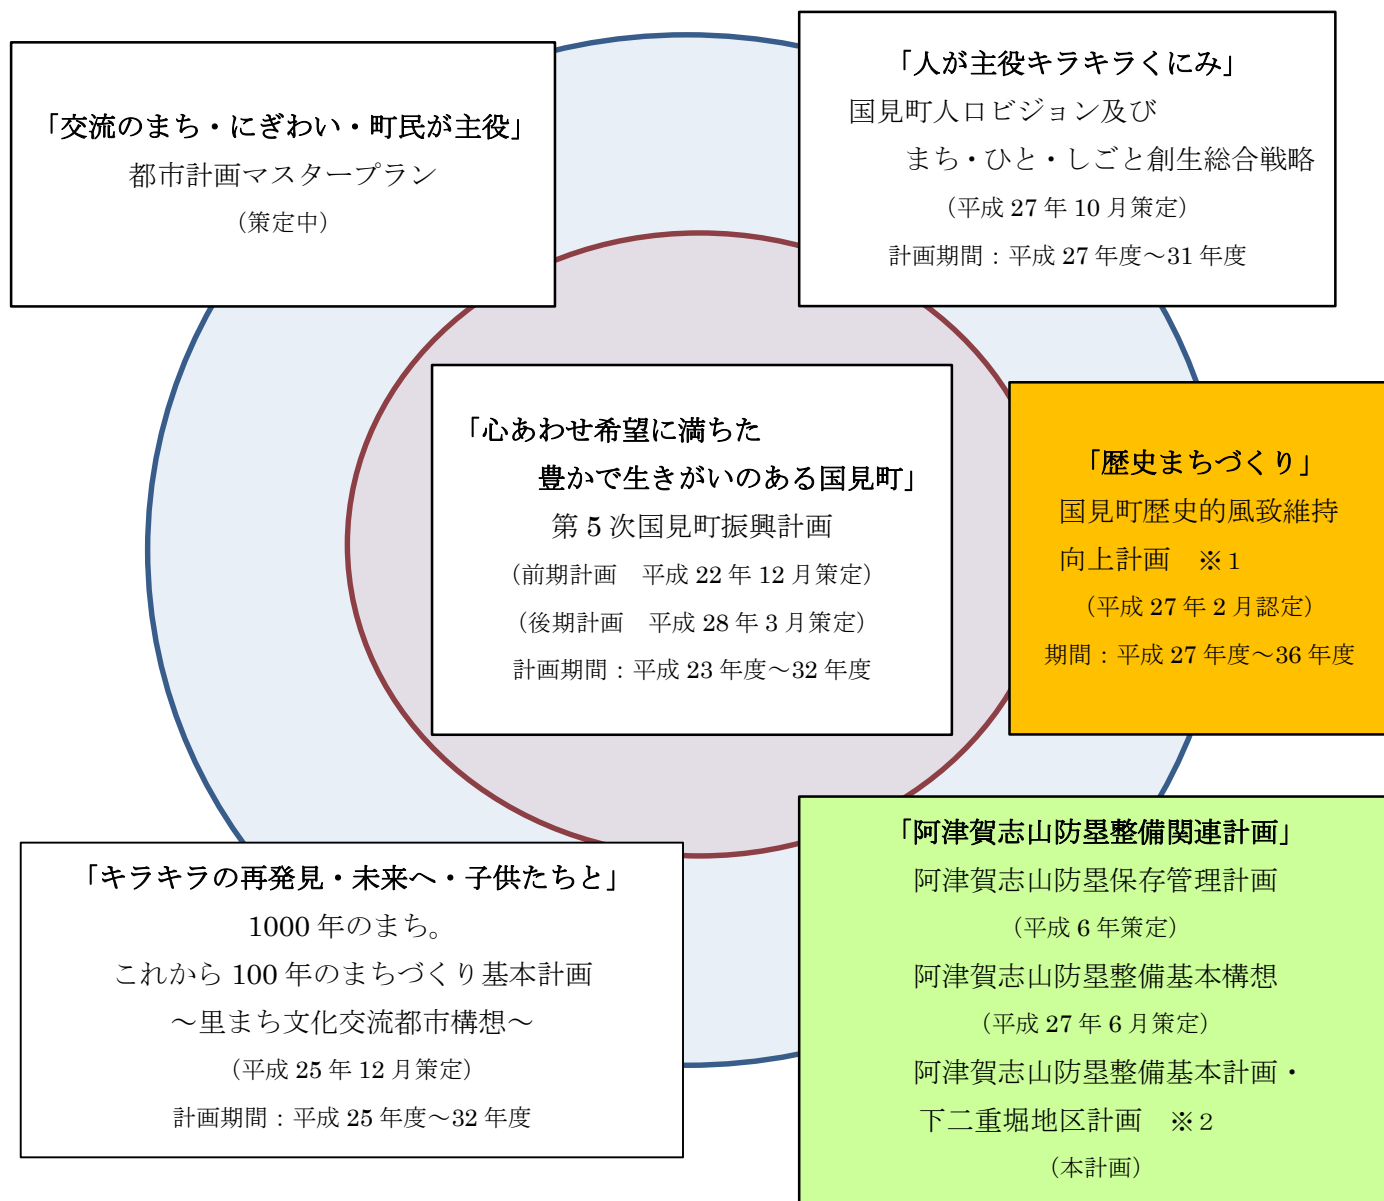 「交流のまち・にぎわい・町民が主役」
都市計画マスタープラン
（策定中）
「人が主役キラキラくにみ」
国見町人口ビジョン及び
まち・ひと・しごと創生総合戦略
（平成 27 年 10 月策定）
計画期間：平成 27 年度～31 年度
「心あわせ希望に満ちた
豊かで生きがいのある国見町」
第 5 次国見町振興計画
（前期計画　平成 22 年 12 月策定）
（後期計画　平成 28 年 3 月策定）
計画期間：平成 23 年度～32 年度
「歴史まちづくり」
国見町歴史的風致維持
向上計画　※1
（平成 27 年 2 月認定）
期間：平成 27 年度～36 年度
「キラキラの再発見・未来へ・子供たちと」
1000 年のまち。
これから 100 年のまちづくり基本計画
～里まち文化交流都市構想～
（平成 25 年 12 月策定）
計画期間：平成 25 年度～32 年度
「阿津賀志山防塁整備関連計画」
阿津賀志山防塁保存管理計画
（平成 6 年策定）
阿津賀志山防塁整備基本構想
（平成 27 年 6 月策定）
阿津賀志山防塁整備基本計画・
下二重堀地区計画　※2
（本計画）